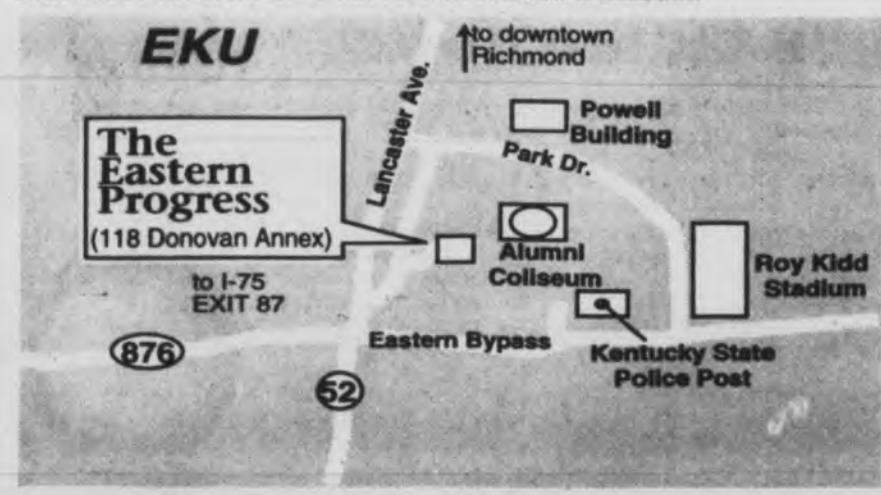 EKU
to downtown
Richmond
Lancaster Ave.
Powell
Building
Park Dr.
The
Eastern
Progress
(118 Donovan Annex)
Alumni
Coliseum
Roy Kidd
Stadium
to I-75
EXIT 87
876
Eastern Bypass
Kentucky State
Police Post
52